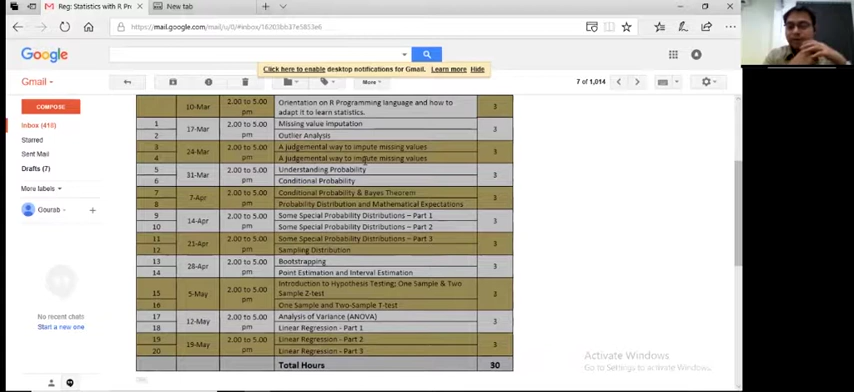 Reg: Statistics with R Pro
New tab
https://mail.google.com/mail/u/0/#inbox/16203bb37e5853e6
Google
Click here to enable desktop notifications for Gmail. Learn more Hide
Gmail
More
7 of 1,014
COMPOSE
Inbox (418)
Starred
Sent Mail
Drafts (7)
More labels
Gourab
No recent chats
Start a new one
10-Mar 2.00 to 5.00 pm Orientation on R Programming language and how to adapt it to learn statistics. 3
1 17-Mar 2.00 to 5.00 pm Missing value imputation 3
2 Outlier Analysis
3 24-Mar 2.00 to 5.00 pm A judgemental way to impute missing values 3
4 A judgemental way to impute missing values
5 31-Mar 2.00 to 5.00 pm Understanding Probability 3
6 Conditional Probability
7 7-Apr 2.00 to 5.00 pm Conditional Probability & Bayes Theorem 3
8 Probability Distribution and Mathematical Expectations
9 14-Apr 2.00 to 5.00 pm Some Special Probability Distributions – Part 1 3
10 Some Special Probability Distributions – Part 2
11 21-Apr 2.00 to 5.00 pm Some Special Probability Distributions – Part 3 3
12 Sampling Distribution
13 28-Apr 2.00 to 5.00 pm Bootstrapping 3
14 Point Estimation and Interval Estimation
15 5-May 2.00 to 5.00 pm Introduction to Hypothesis Testing; One Sample & Two Sample Z-test 3
16 One Sample and Two-Sample T-test
17 12-May 2.00 to 5.00 pm Analysis of Variance (ANOVA) 3
18 Linear Regression - Part 1
19 19-May 2.00 to 5.00 pm Linear Regression - Part 2 3
20 Linear Regression - Part 3
Total Hours 30
Activate Windows
Go to Settings to activate Windows.